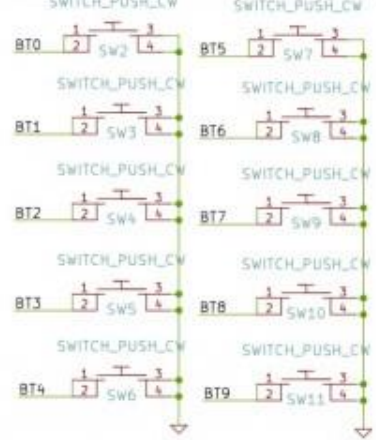 SWITCH_PUSH_CW
1 3
BT0 2 SW2 4
SWITCH_PUSH_CW
1 3
BT1 2 SW3 4
SWITCH_PUSH_CW
1 3
BT2 2 SW4 4
SWITCH_PUSH_CW
1 3
BT3 2 SW5 4
SWITCH_PUSH_CW
1 3
BT4 2 SW6 4
SWITCH_PUSH_CW
1 3
BT5 2 SW7 4
SWITCH_PUSH_CW
1 3
BT6 2 SW8 4
SWITCH_PUSH_CW
1 3
BT7 2 SW9 4
SWITCH_PUSH_CW
1 3
BT8 2 SW10 4
SWITCH_PUSH_CW
1 3
BT9 2 SW11 4